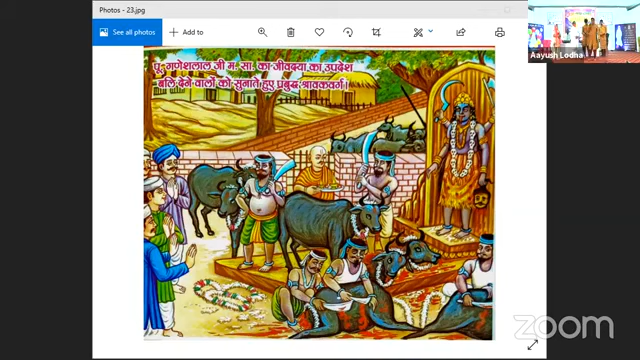 Photos - 23.jpg
See all photos
Add to
Aayush Lodha
पू. गणेशलाल जी म. सा. का जीवदया का उपदेश
बलि देने वालों को सुनाते हुए प्रबुद्ध श्रावकवर्ग।
zoom